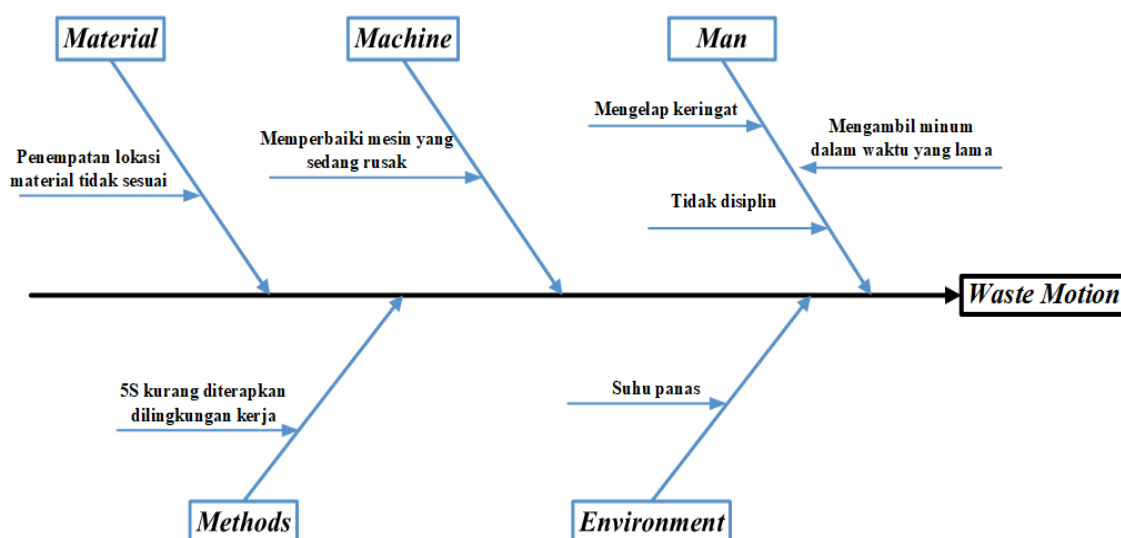 Material
Machine
Man
Mengelap keringat
Mengambil minum
dalam waktu yang lama
Memperbaiki mesin yang
sedang rusak
Penempatan lokasi
material tidak sesuai
Tidak disiplin
Waste Motion
5S kurang diterapkan
dilingkungan kerja
Suhu panas
Methods
Environment